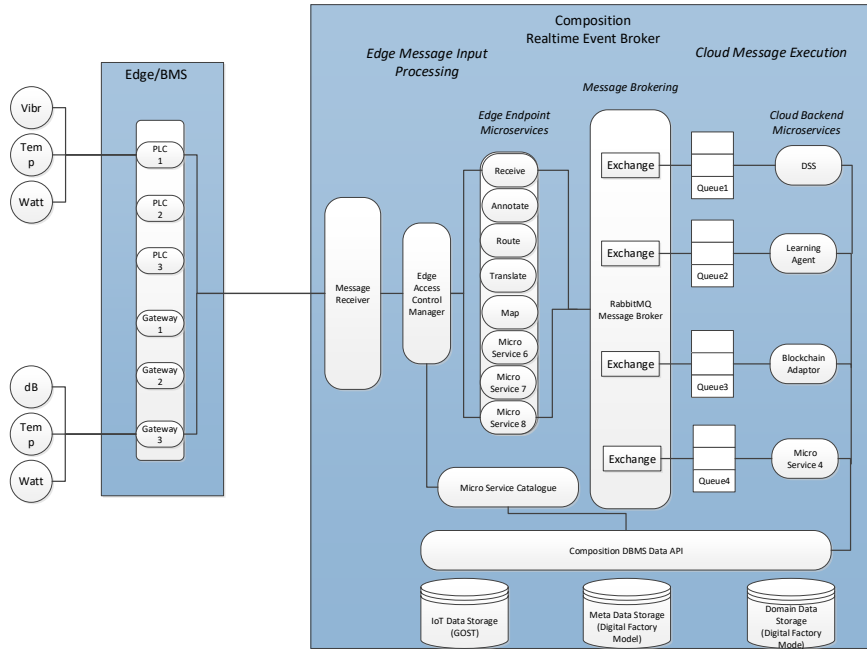 Composition
Realtime Event Broker
Edge Message Input
Processing
Cloud Message Execution
Edge/BMS
Message Brokering
Edge Endpoint
Microservices
Cloud Backend
Microservices
Vibr
Tem
p
Watt
PLC
1
PLC
2
PLC
3
Gateway
1
Gateway
2
Gateway
3
dB
Tem
p
Watt
Message
Receiver
Edge
Access
Control
Manager
Receive
Annotate
Route
Translate
Map
Micro
Service 6
Micro
Service 7
Micro
Service 8
Exchange
Exchange
RabbitMQ
Message Broker
Exchange
Exchange
Queue1
Queue2
Queue3
Queue4
DSS
Learning
Agent
Blockchain
Adaptor
Micro
Service 4
Micro Service Catalogue
Composition DBMS Data API
IoT Data Storage
(GOST)
Meta Data Storage
(Digital Factory
Model)
Domain Data
Storage
(Digital Factory
Mode)